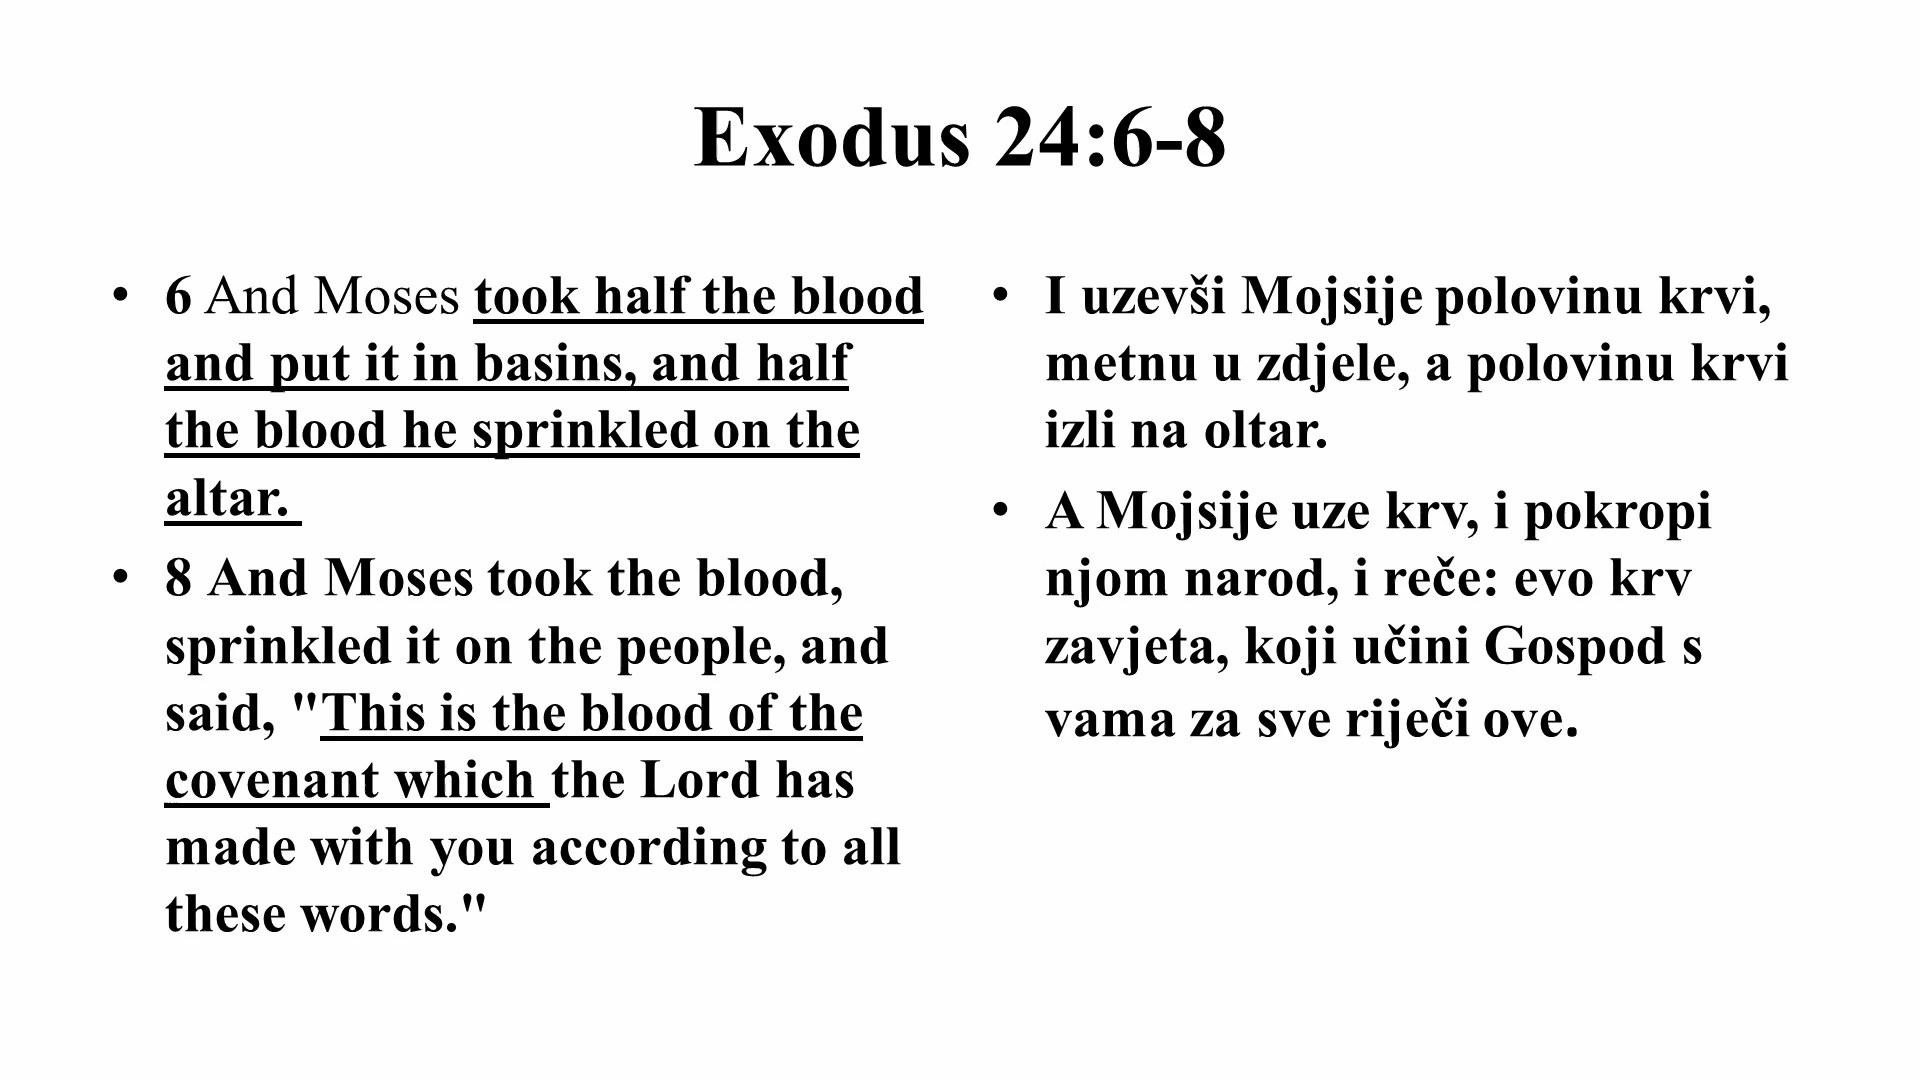 Exodus 24:6-8
• 6 And Moses took half the blood
and put it in basins, and half
the blood he sprinkled on the
altar.
• 8 And Moses took the blood,
sprinkled it on the people, and
said, "This is the blood of the
covenant which the Lord has
made with you according to all
these words."
• I uzevši Mojsije polovinu krvi,
metnu u zdjele, a polovinu krvi
izli na oltar.
• A Mojsije uze krv, i pokropi
njom narod, i reče: evo krv
zavjeta, koji učini Gospod s
vama za sve riječi ove.